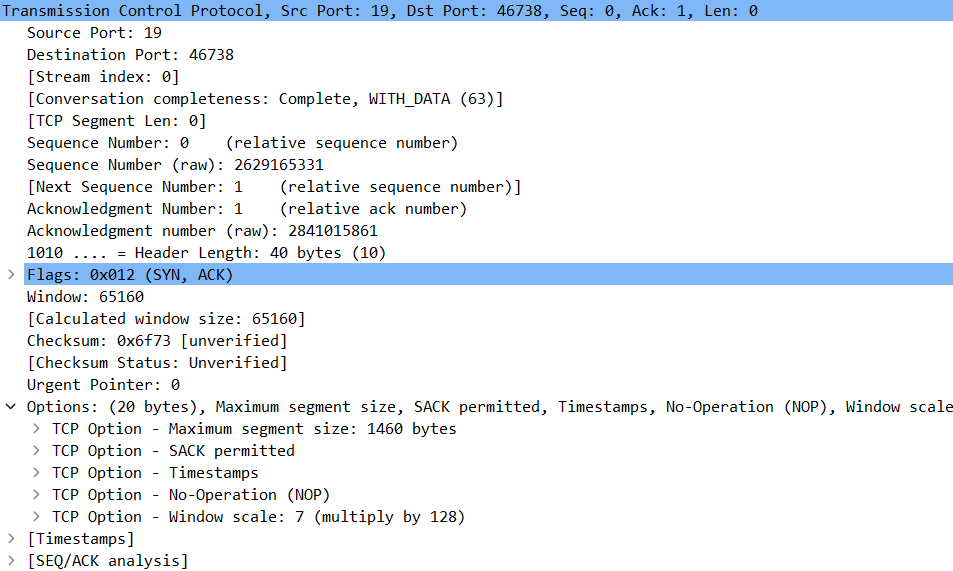 Transmission Control Protocol, Src Port: 19, Dst Port: 46738, Seq: 0, Ack: 1, Len: 0
Source Port: 19
Destination Port: 46738
[Stream index: 0]
[Conversation completeness: Complete, WITH_DATA (63)]
[TCP Segment Len: 0]
Sequence Number: 0    (relative sequence number)
Sequence Number (raw): 2629165331
[Next Sequence Number: 1    (relative sequence number)]
Acknowledgment Number: 1    (relative ack number)
Acknowledgment number (raw): 2841015861
1010 .... = Header Length: 40 bytes (10)
Flags: 0x012 (SYN, ACK)
Window: 65160
[Calculated window size: 65160]
Checksum: 0x6f73 [unverified]
[Checksum Status: Unverified]
Urgent Pointer: 0
Options: (20 bytes), Maximum segment size, SACK permitted, Timestamps, No-Operation (NOP), Window scale
TCP Option - Maximum segment size: 1460 bytes
TCP Option - SACK permitted
TCP Option - Timestamps
TCP Option - No-Operation (NOP)
TCP Option - Window scale: 7 (multiply by 128)
[Timestamps]
[SEQ/ACK analysis]